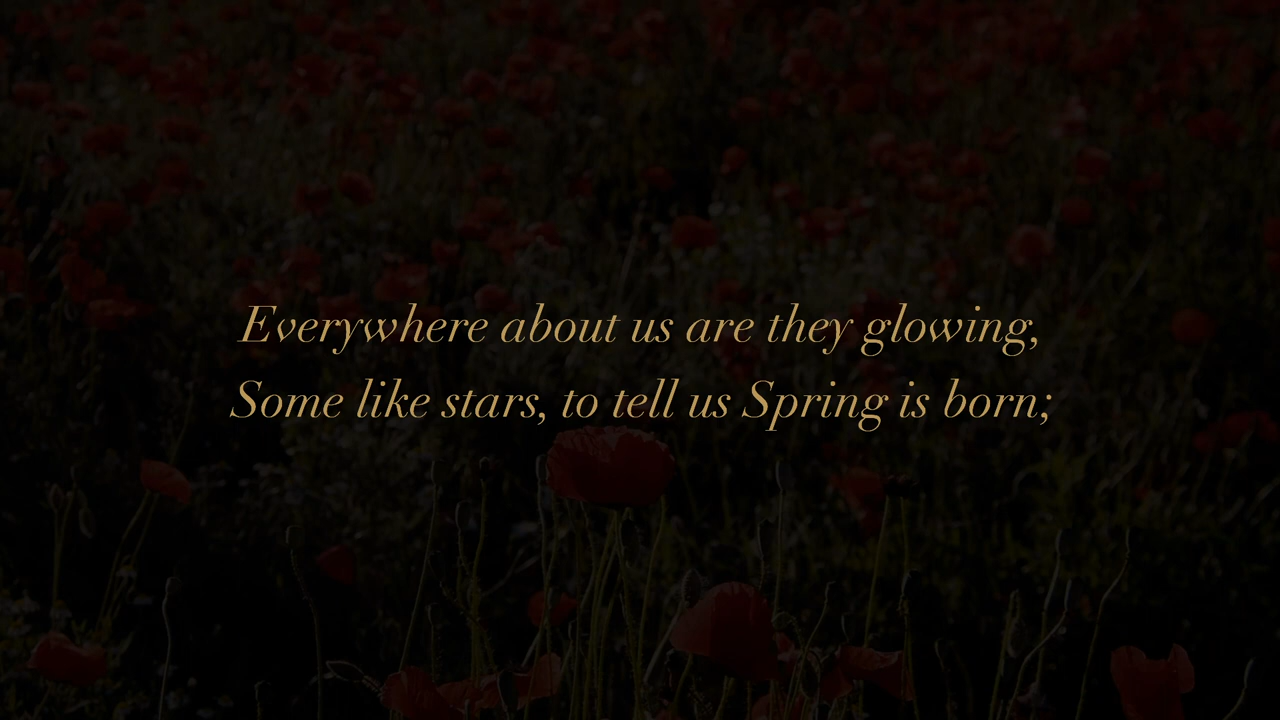 Everywhere about us are they glowing,
Some like stars, to tell us Spring is born;